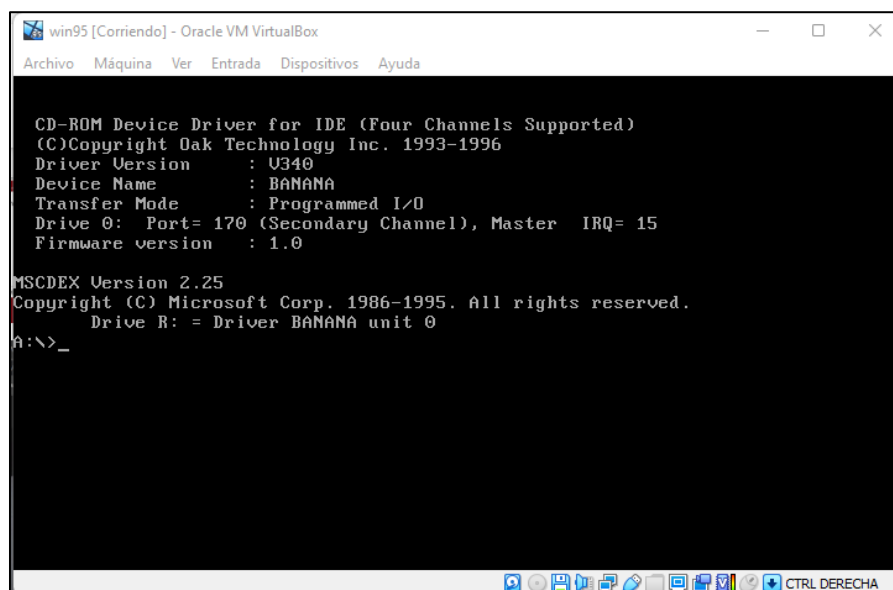 win95 [Corriendo] - Oracle VM VirtualBox
Archivo Máquina Ver Entrada Dispositivos Ayuda
CD-ROM Device Driver for IDE (Four Channels Supported)
(C)Copyright Oak Technology Inc. 1993-1996
Driver Version : V340
Device Name : BANANA
Transfer Mode : Programmed I/O
Drive 0: Port= 170 (Secondary Channel), Master IRQ= 15
Firmware version : 1.0
MSCDEX Version 2.25
Copyright (C) Microsoft Corp. 1986-1995. All rights reserved.
Drive R: = Driver BANANA unit 0
A:\>_
CTRL DERECHA